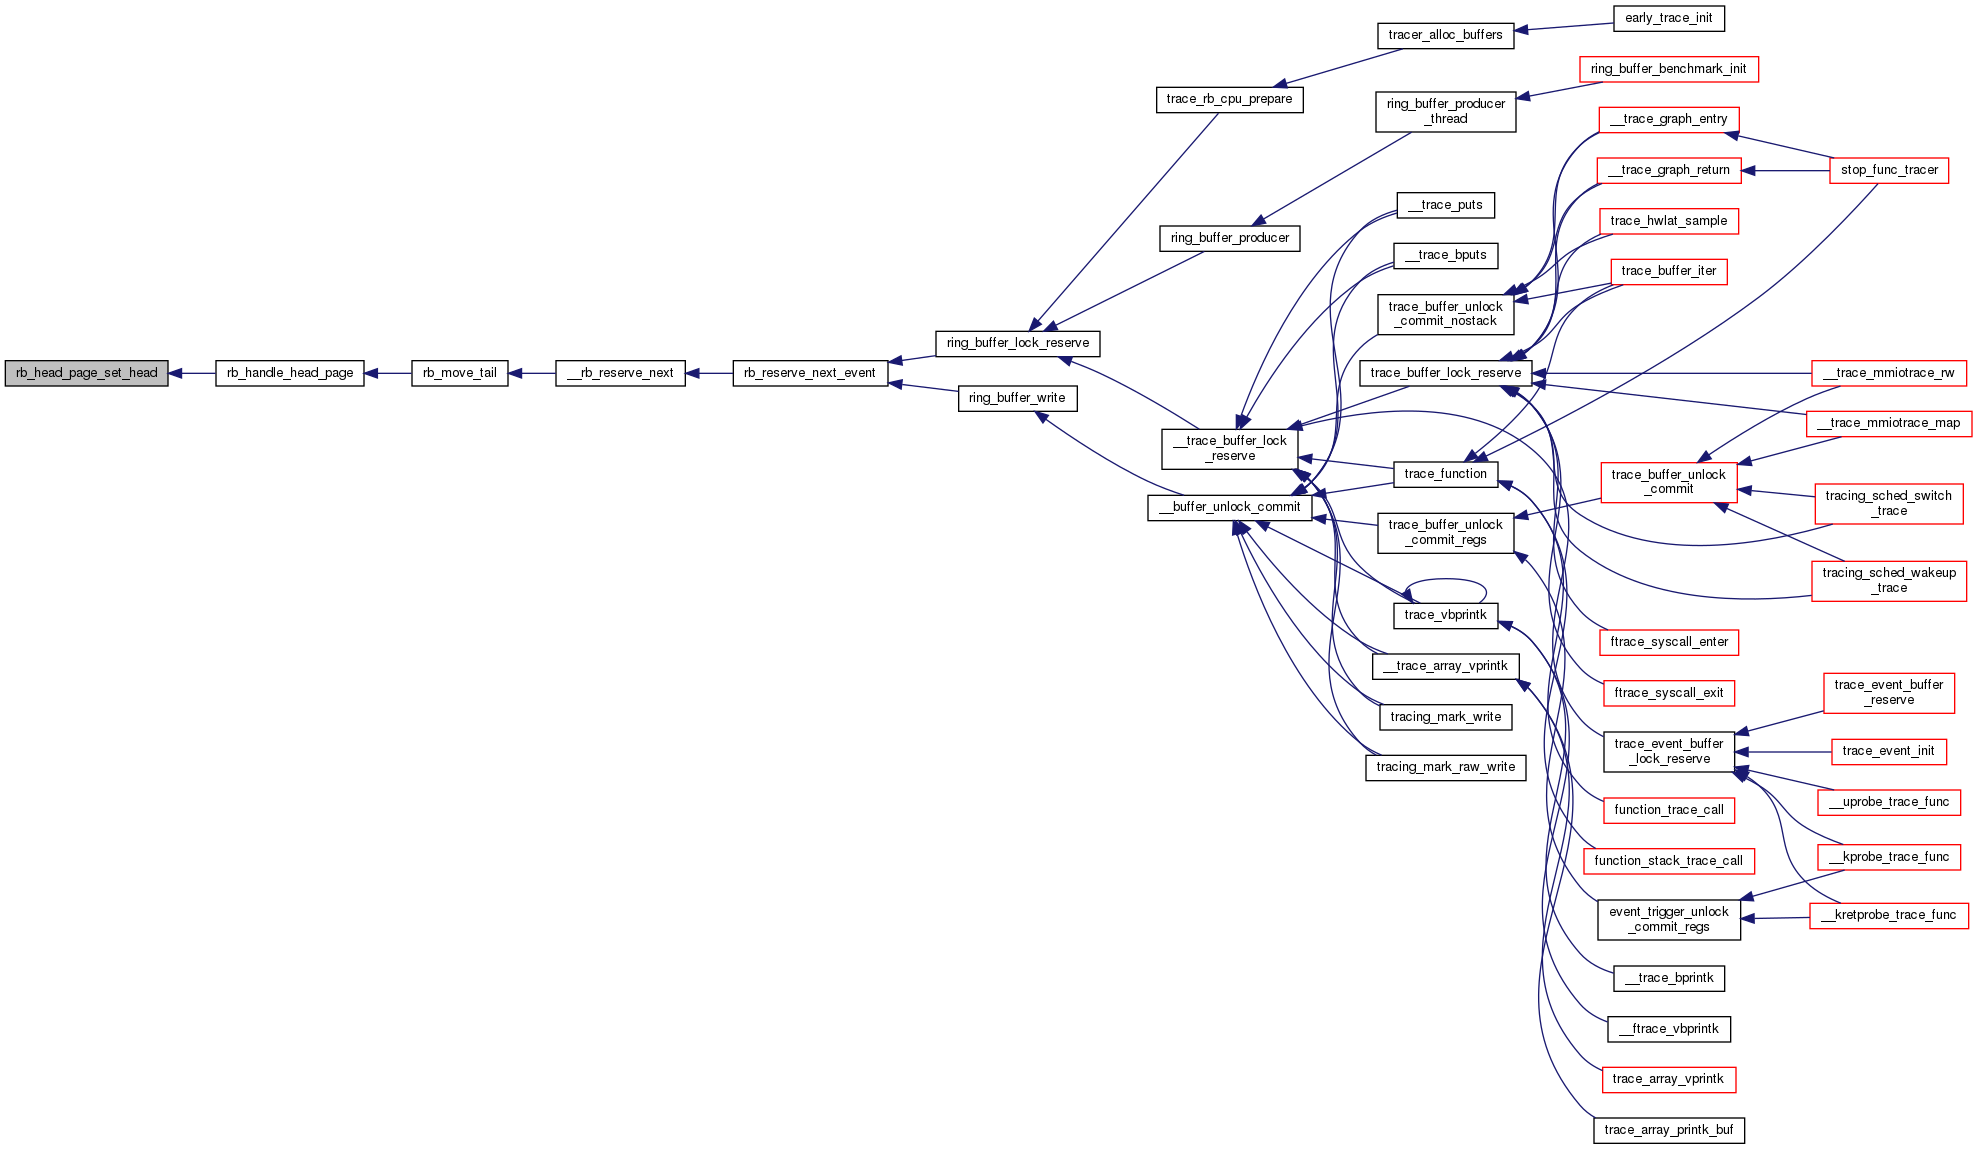 rb_head_page_set_head
rb_handle_head_page
rb_move_tail
__rb_reserve_next
rb_reserve_next_event
ring_buffer_lock_reserve
ring_buffer_write
trace_rb_cpu_prepare
ring_buffer_producer
__trace_buffer_lock
_reserve
__buffer_unlock_commit
tracer_alloc_buffers
ring_buffer_producer
_thread
__trace_puts
__trace_bputs
trace_buffer_unlock
_commit_nostack
trace_buffer_lock_reserve
trace_function
trace_buffer_unlock
_commit_regs
trace_vbprintk
__trace_array_vprintk
tracing_mark_write
tracing_mark_raw_write
early_trace_init
ring_buffer_benchmark_init
__trace_graph_entry
__trace_graph_return
trace_hwlat_sample
trace_buffer_iter
trace_buffer_unlock
_commit
ftrace_syscall_enter
ftrace_syscall_exit
trace_event_buffer
_lock_reserve
function_trace_call
function_stack_trace_call
event_trigger_unlock
_commit_regs
__trace_bprintk
__ftrace_vbprintk
trace_array_vprintk
trace_array_printk_buf
stop_func_tracer
__trace_mmiotrace_rw
__trace_mmiotrace_map
tracing_sched_switch
_trace
tracing_sched_wakeup
_trace
trace_event_buffer
_reserve
trace_event_init
__uprobe_trace_func
__kprobe_trace_func
__kretprobe_trace_func